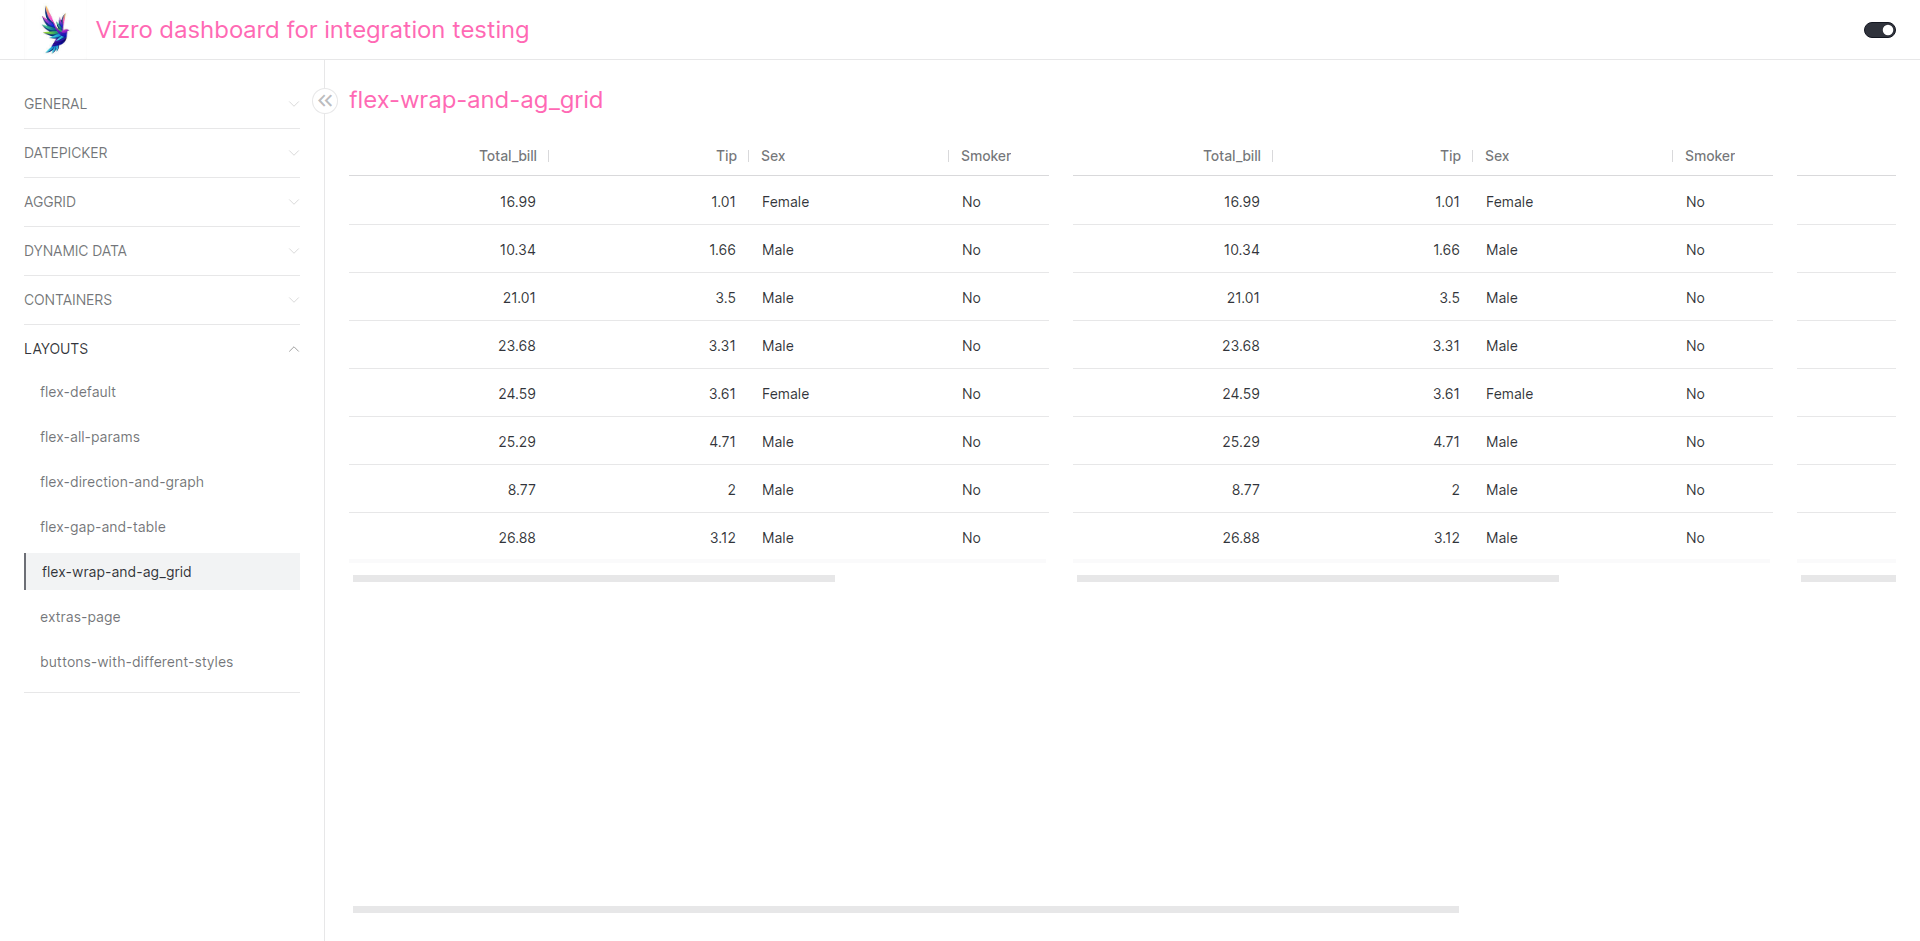 Vizro dashboard for integration testing
GENERAL
DATEPICKER
AGGRID
DYNAMIC DATA
CONTAINERS
LAYOUTS
flex-default
flex-all-params
flex-direction-and-graph
flex-gap-and-table
flex-wrap-and-ag_grid
extras-page
buttons-with-different-styles
flex-wrap-and-ag_grid
Total_bill Tip Sex Smoker Total_bill Tip Sex Smoker
16.99 1.01 Female No 16.99 1.01 Female No
10.34 1.66 Male No 10.34 1.66 Male No
21.01 3.5 Male No 21.01 3.5 Male No
23.68 3.31 Male No 23.68 3.31 Male No
24.59 3.61 Female No 24.59 3.61 Female No
25.29 4.71 Male No 25.29 4.71 Male No
8.77 2 Male No 8.77 2 Male No
26.88 3.12 Male No 26.88 3.12 Male No